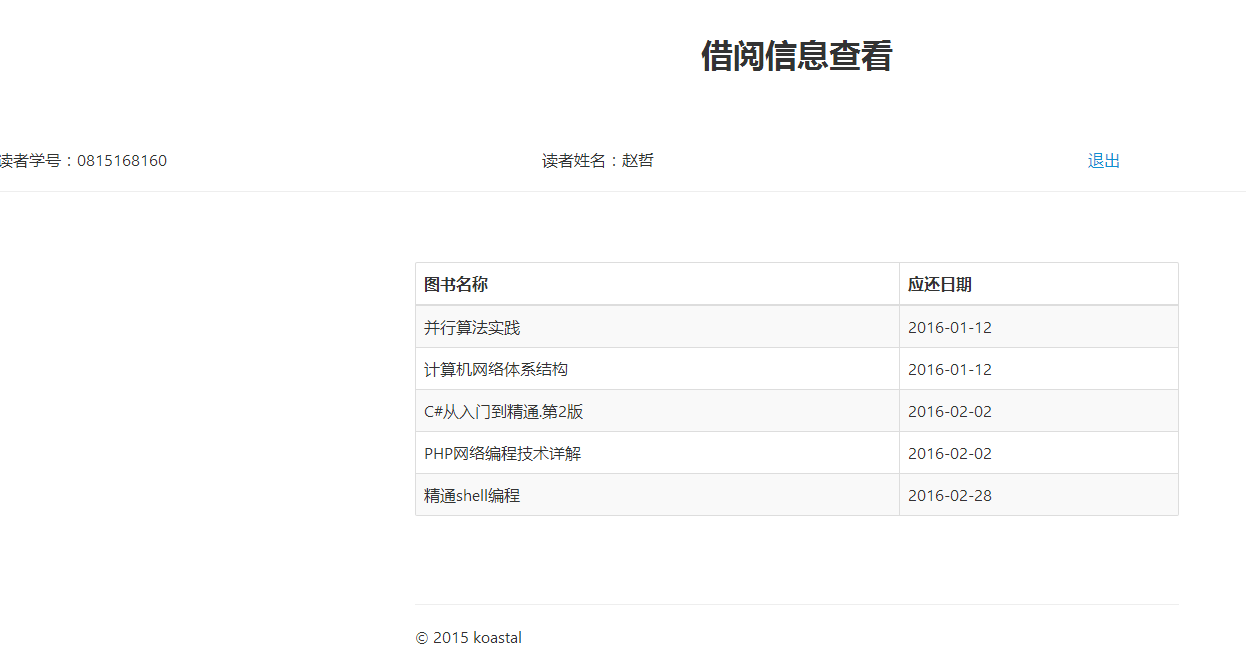 借阅信息查看
读者学号：0815168160 读者姓名：赵哲 退出
图书名称 应还日期
并行算法实践 2016-01-12
计算机网络体系结构 2016-01-12
C#从入门到精通.第2版 2016-02-02
PHP网络编程技术详解 2016-02-02
精通shell编程 2016-02-28
© 2015 koastal